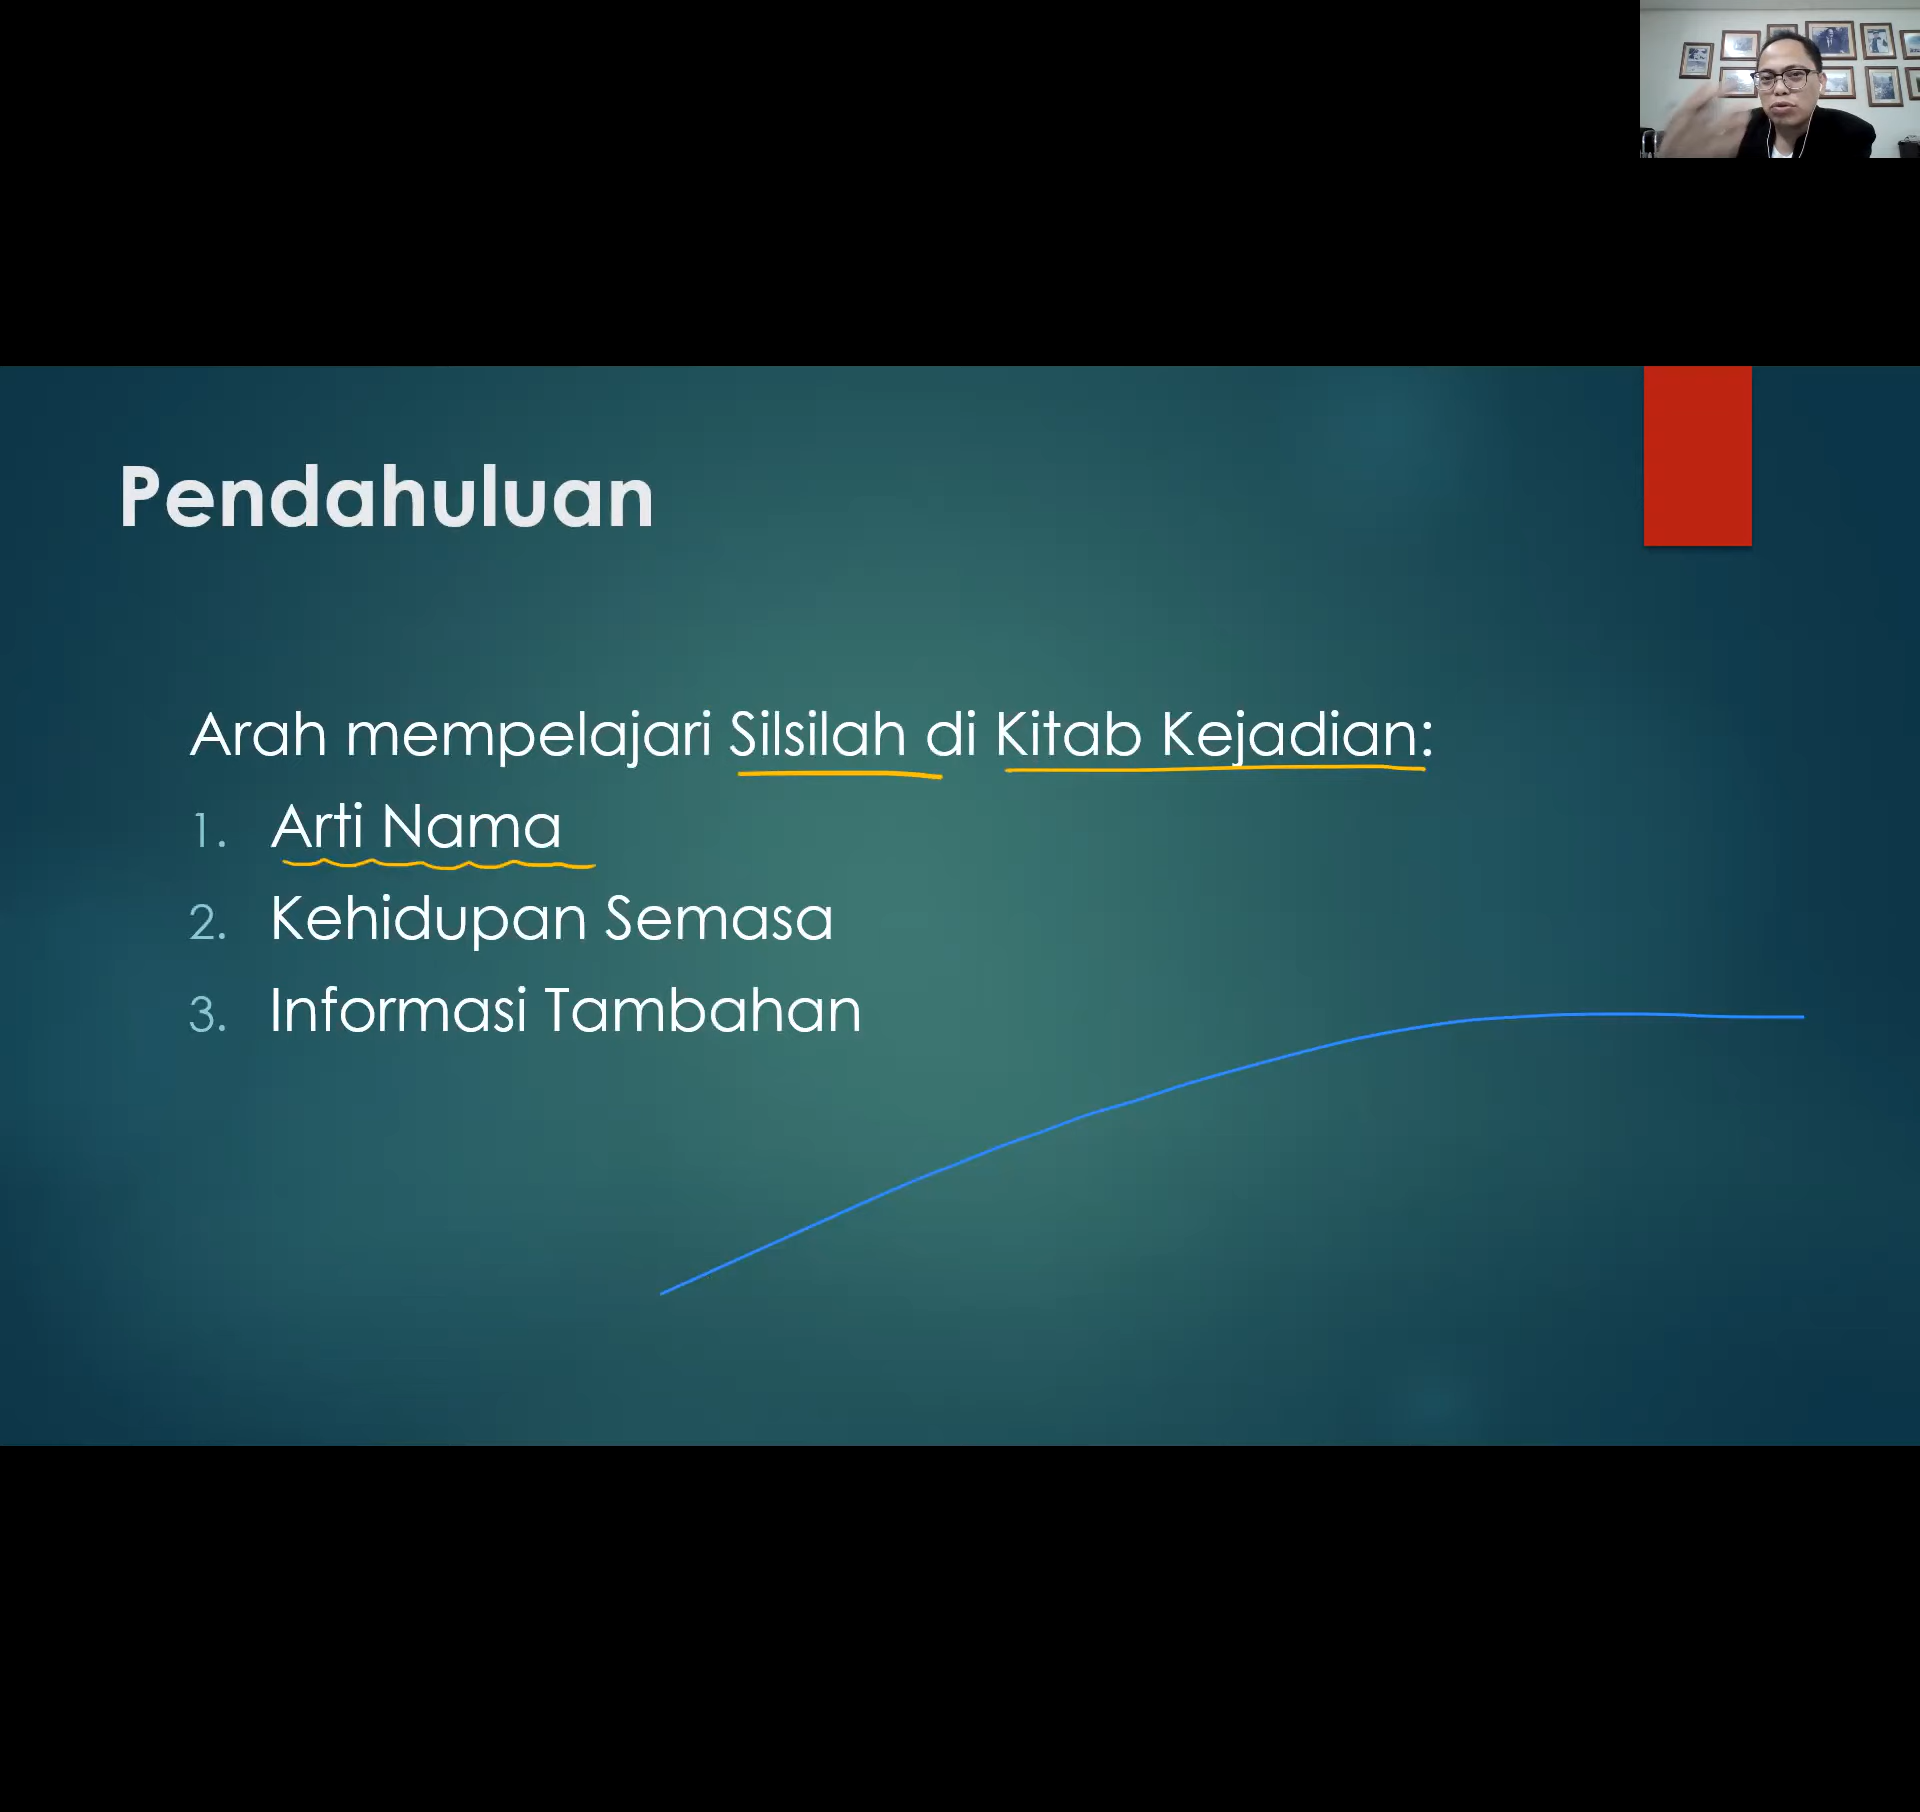 Pendahuluan
Arah mempelajari Silsilah di Kitab Kejadian:
1. Arti Nama
2. Kehidupan Semasa
3. Informasi Tambahan